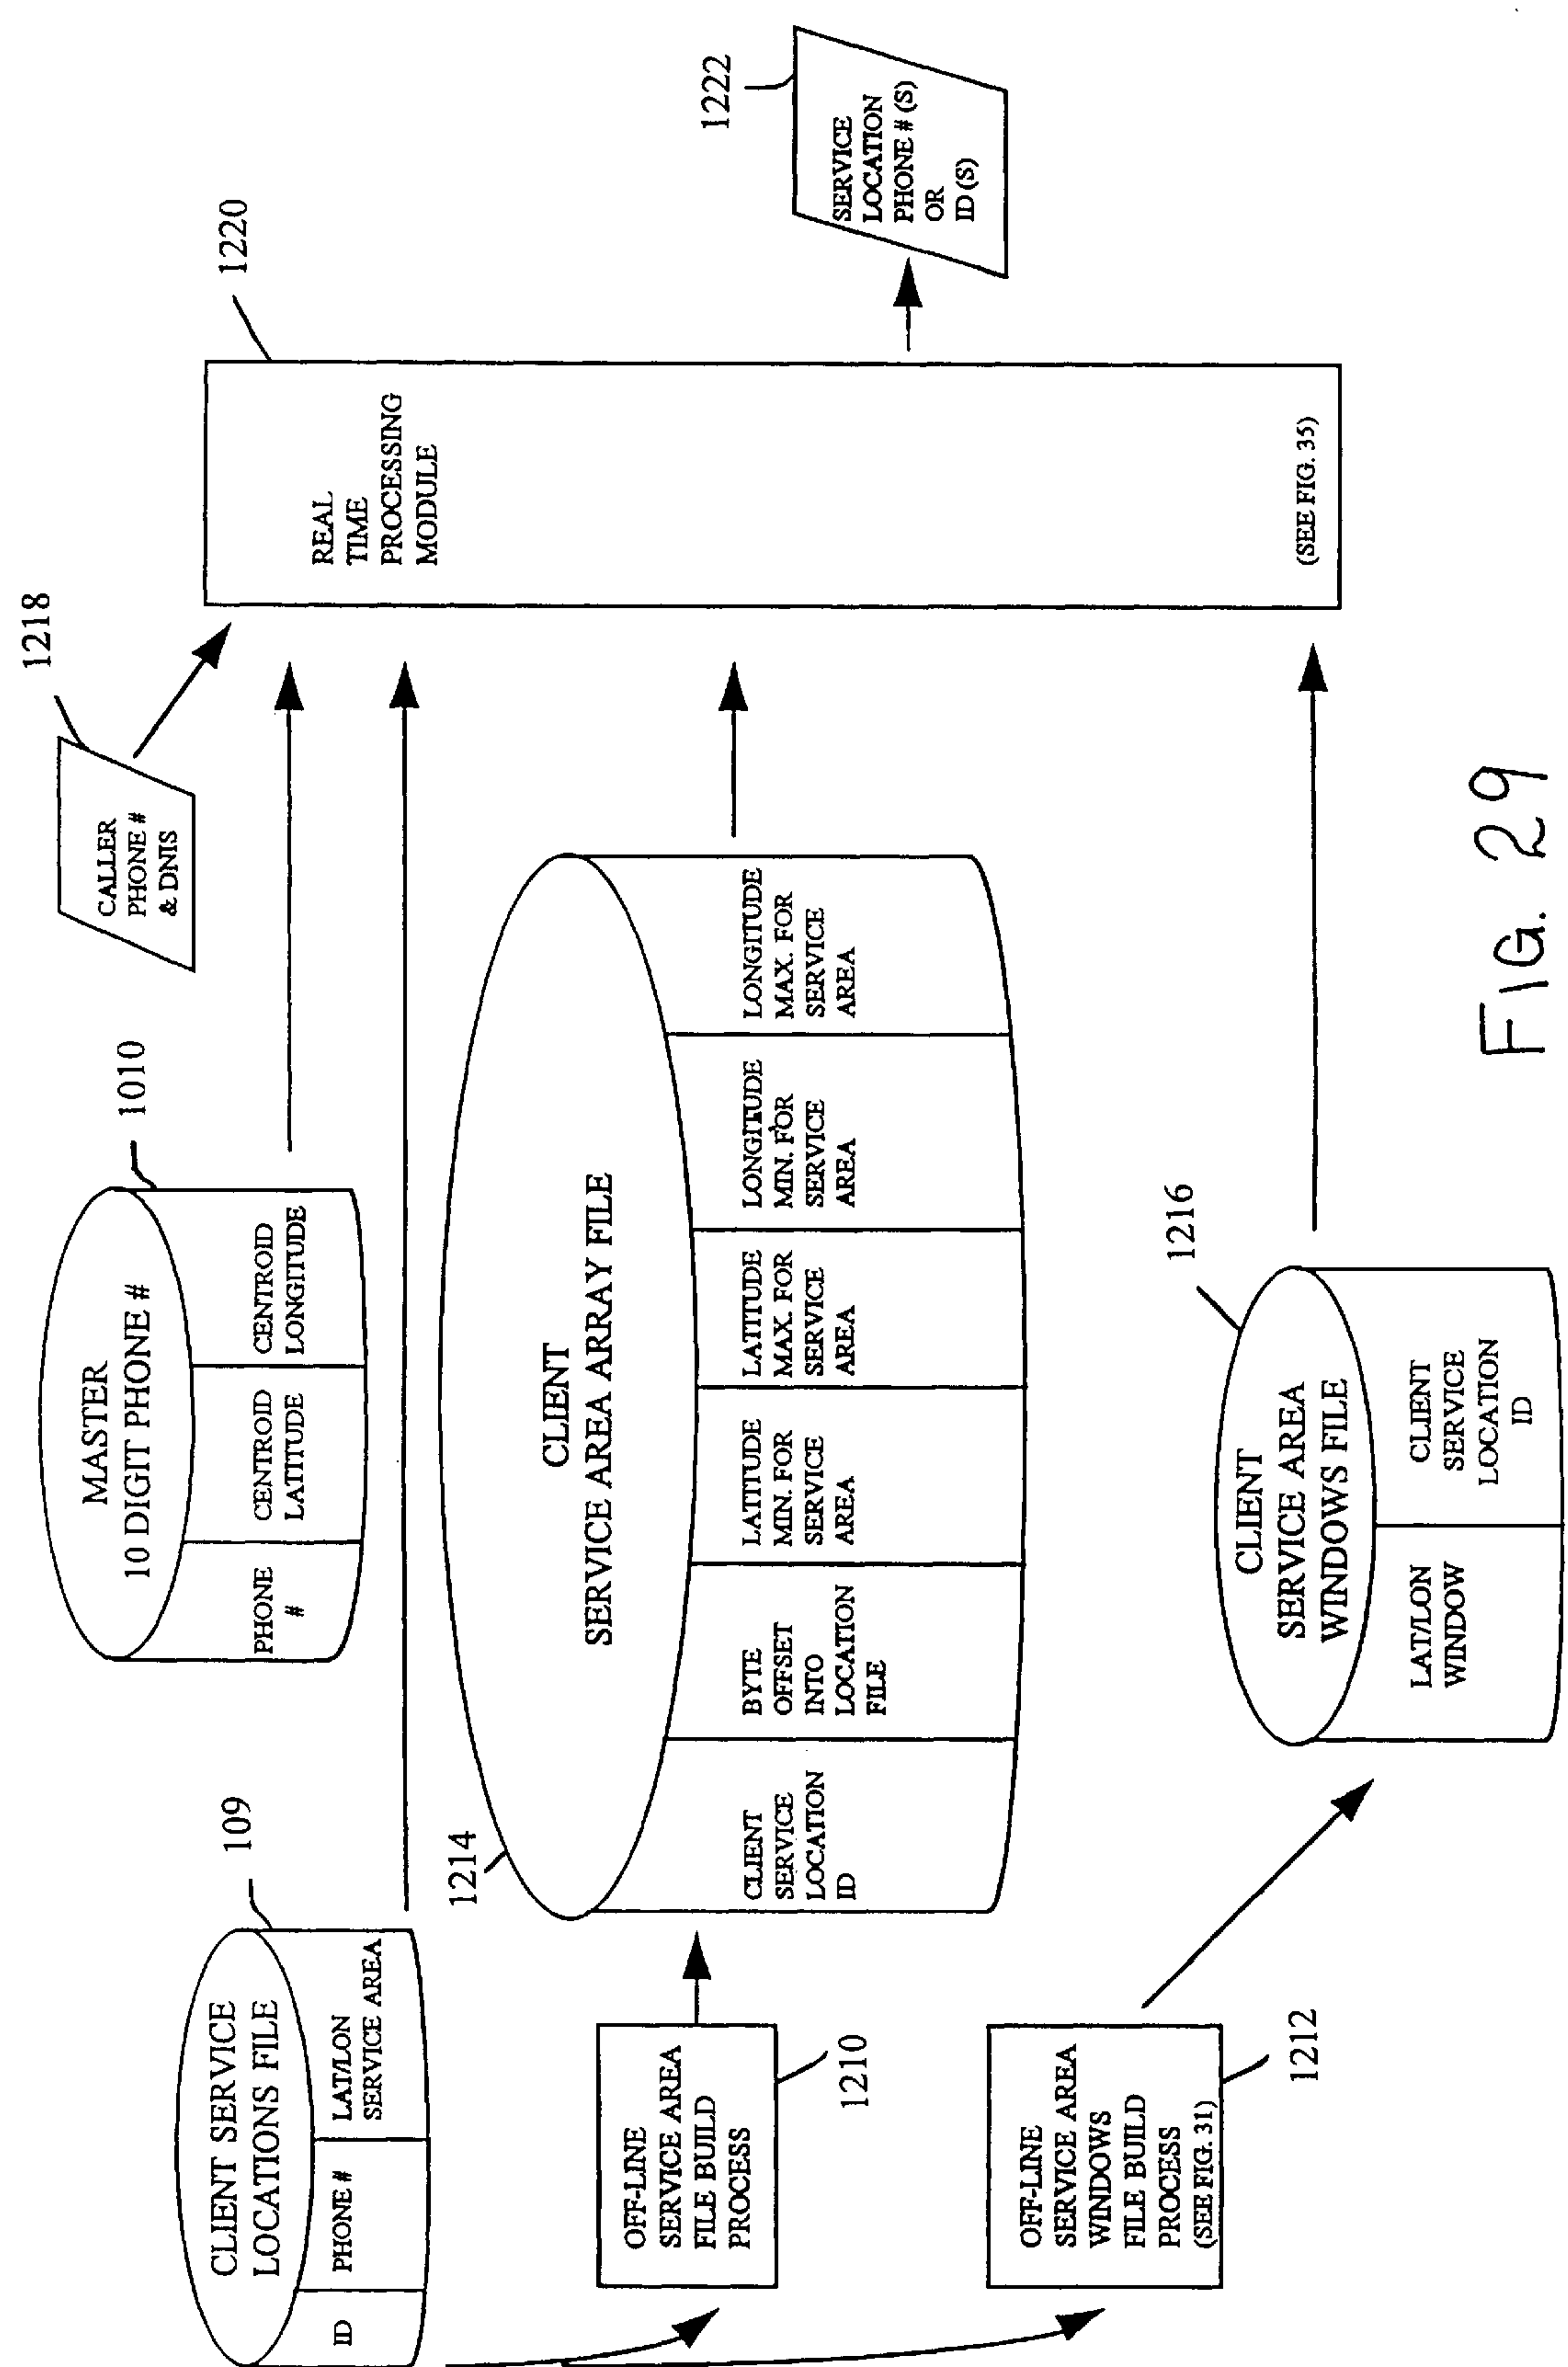 CLIENT SERVICE
LOCATIONS FILE
109
ID
PHONE #
LAT/LON
SERVICE AREA
MASTER
10 DIGIT PHONE #
1010
PHONE
#
CENTROID
LATITUDE
CENTROID
LONGITUDE
CALLER
PHONE #
& DNIS
1218
REAL
TIME
PROCESSING
MODULE
(SEE FIG. 35)
1220
SERVICE
LOCATION
PHONE # (S)
OR
ID (S)
1222
OFF-LINE
SERVICE AREA
FILE BUILD
PROCESS
1210
1214
CLIENT
SERVICE AREA ARRAY FILE
CLIENT
SERVICE
LOCATION
ID
BYTE
OFFSET
INTO
LOCATION
FILE
LATITUDE
MIN. FOR
SERVICE
AREA
LATITUDE
MAX. FOR
SERVICE
AREA
LONGITUDE
MIN. FOR
SERVICE
AREA
LONGITUDE
MAX. FOR
SERVICE
AREA
OFF-LINE
SERVICE AREA
WINDOWS
FILE BUILD
PROCESS
(SEE FIG. 31)
1212
CLIENT
SERVICE AREA
WINDOWS FILE
1216
LAT/LON
WINDOW
CLIENT
SERVICE
LOCATION
ID
FIG. 29